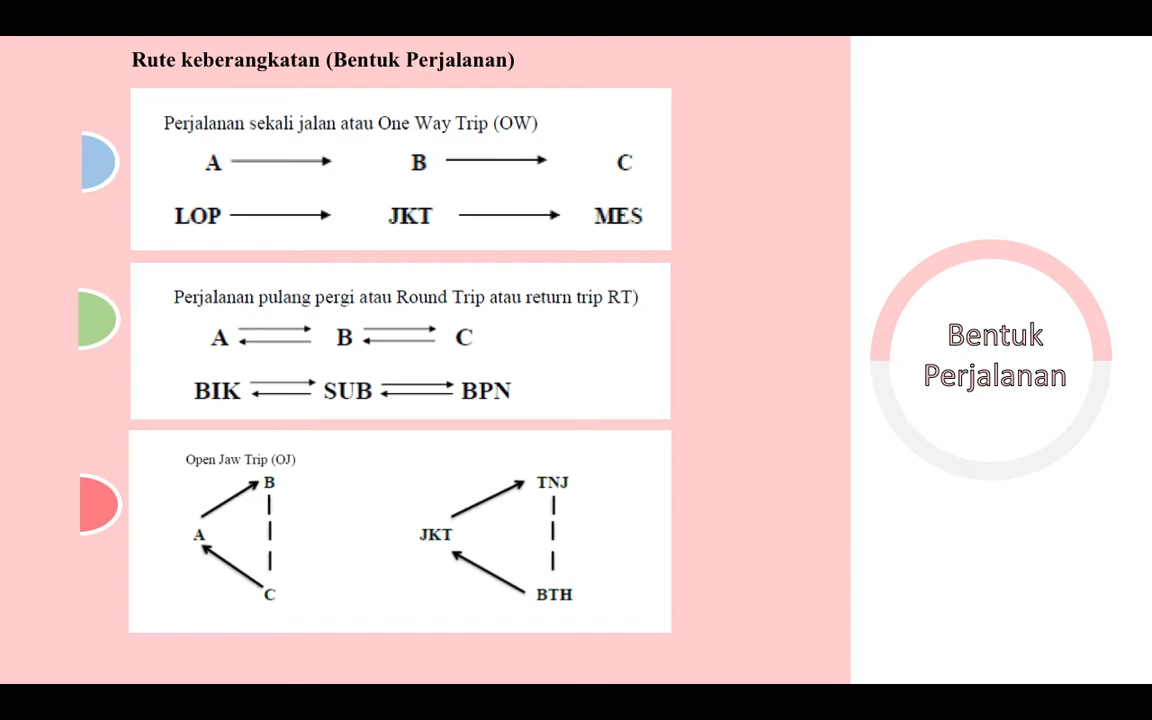 Rute keberangkatan (Bentuk Perjalanan)
Perjalanan sekali jalan atau One Way Trip (OW)
A B C
LOP JKT MES
Perjalanan pulang pergi atau Round Trip atau return trip RT)
A B C
BIK SUB BPN
Open Jaw Trip (OJ)
B
A
C
TNJ
JKT
BTH
Bentuk
Perjalanan